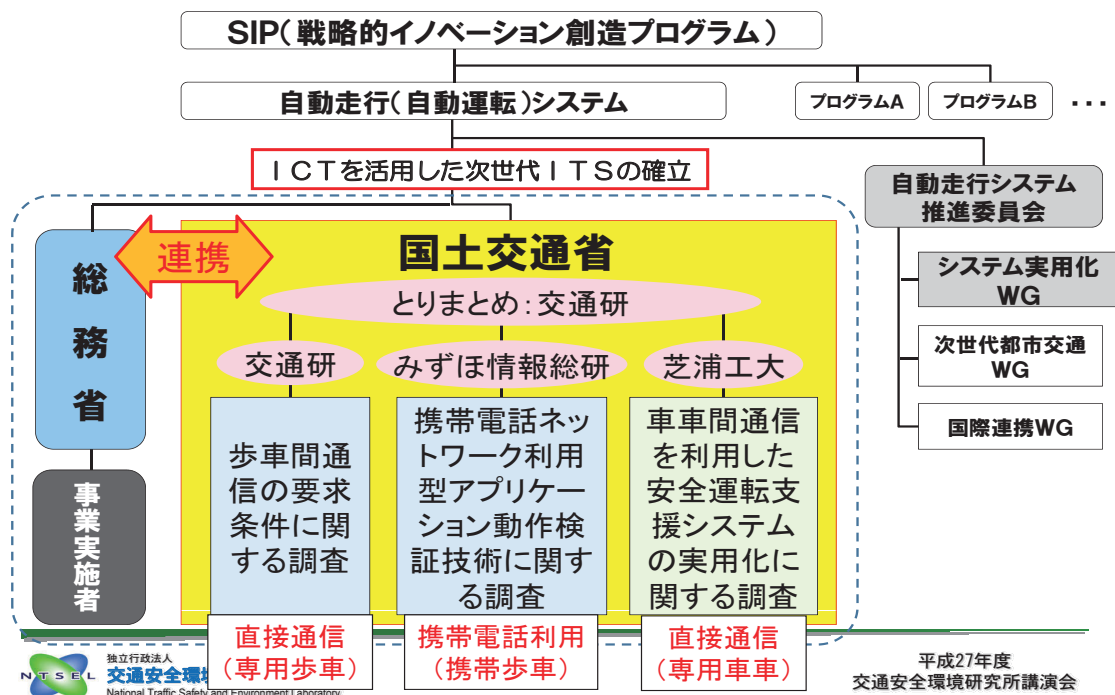 SIP(戦略的イノベーション創造プログラム)
自動走行(自動運転)システム
プログラムA
プログラムB
・・・
ICTを活用した次世代ITSの確立
自動走行システム
推進委員会
システム実用化
WG
次世代都市交通
WG
国際連携WG
総務省
事業実施者
連携
国土交通省
とりまとめ:交通研
交通研
みずほ情報総研
芝浦工大
歩車間通
信の要求
条件に関
する調査
携帯電話ネッ
トワーク利用
型アプリケー
ション動作検
証技術に関す
る調査
車車間通信
を利用した
安全運転支
援システム
の実用化に
関する調査
直接通信
(専用歩車)
携帯電話利用
(携帯歩車)
直接通信
(専用車車)
NTSEL
独立行政法人
交通安全環境
National Traffic Safety and Environment Laboratory
平成27年度
交通安全環境研究所講演会